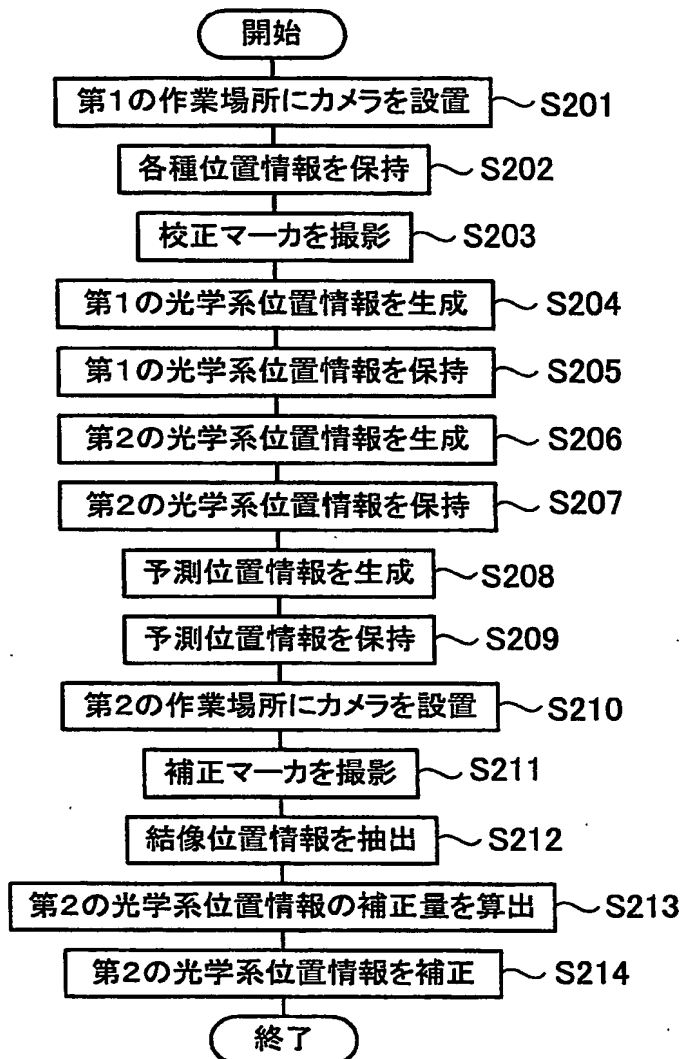 開始
第1の作業場所にカメラを設置 S201
各種位置情報を保持 S202
校正マーカを撮影 S203
第1の光学系位置情報を生成 S204
第1の光学系位置情報を保持 S205
第2の光学系位置情報を生成 S206
第2の光学系位置情報を保持 S207
予測位置情報を生成 S208
予測位置情報を保持 S209
第2の作業場所にカメラを設置 S210
補正マーカを撮影 S211
結像位置情報を抽出 S212
第2の光学系位置情報の補正量を算出 S213
第2の光学系位置情報を補正 S214
終了